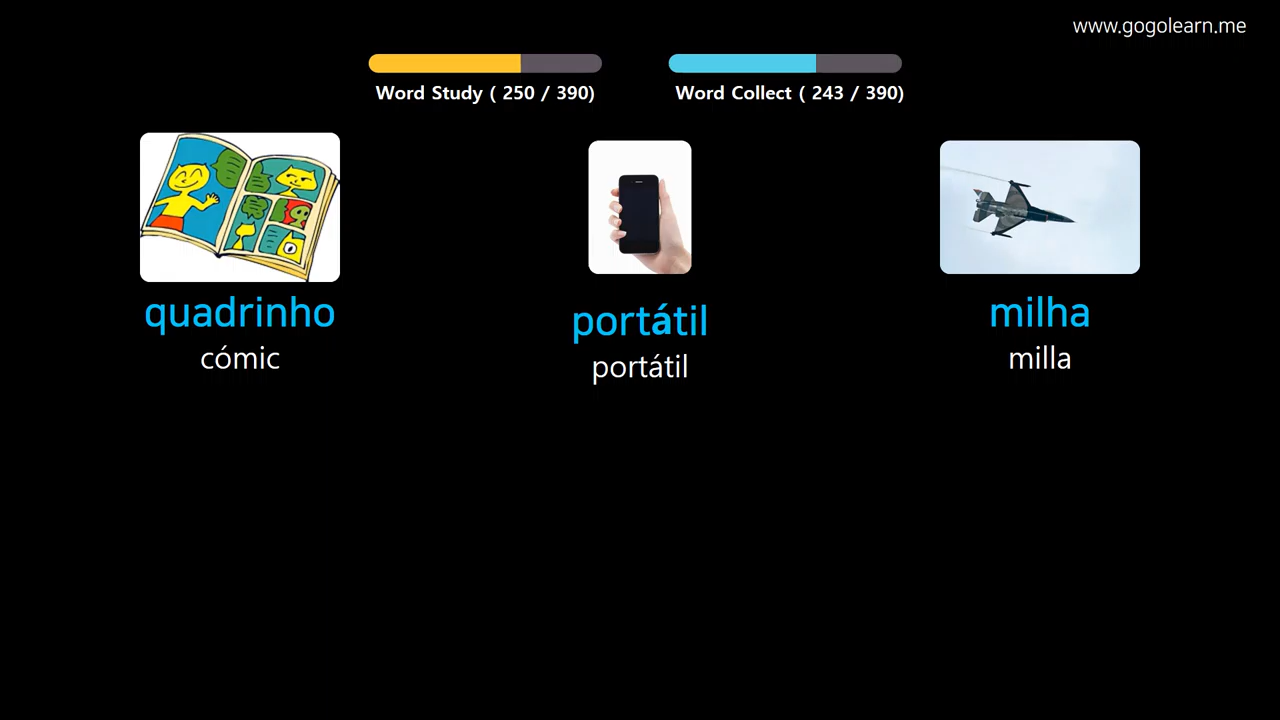 www.gogolearn.me
Word Study ( 250 / 390)
Word Collect ( 243 / 390)
quadrinho
cómic
portátil
portátil
milha
milla